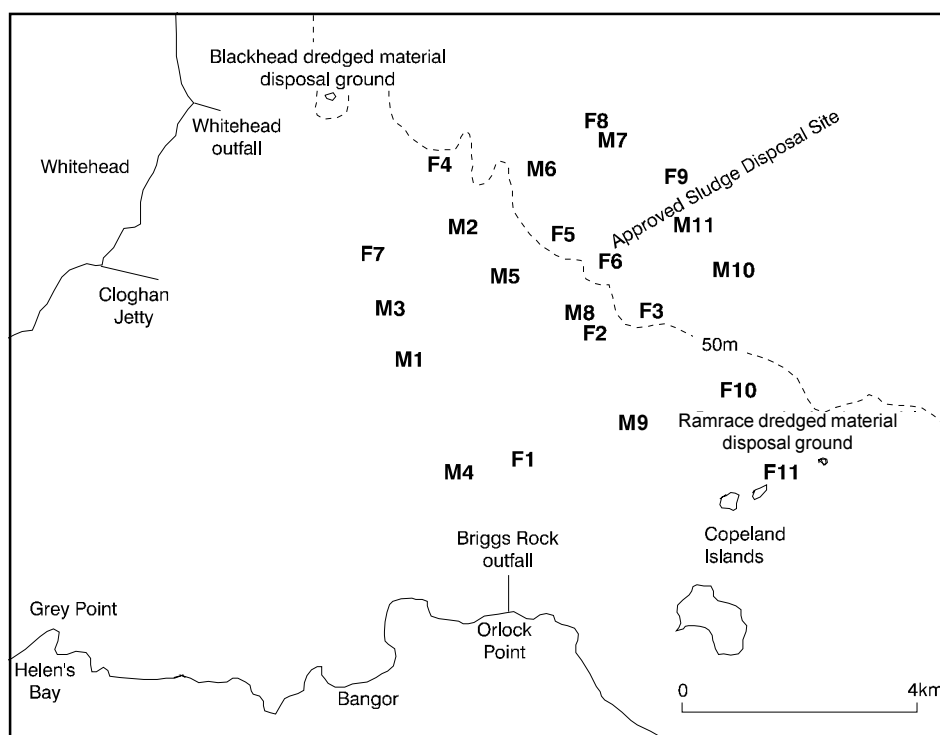 Blackhead dredged material
disposal ground
Whitehead
outfall
F8
M7
Whitehead
F4
M6
F9
Approved Sludge Disposal Site
M2
F5
M11
F7
F6
M10
M5
Cloghan
Jetty
M3
M8
F3
F2
50m
M1
F10
M9
Ramrace dredged material
disposal ground
F1
M4
F11
Briggs Rock
outfall
Copeland
Islands
Grey Point
Orlock
Point
Helen's
Bay
Bangor
0
4km